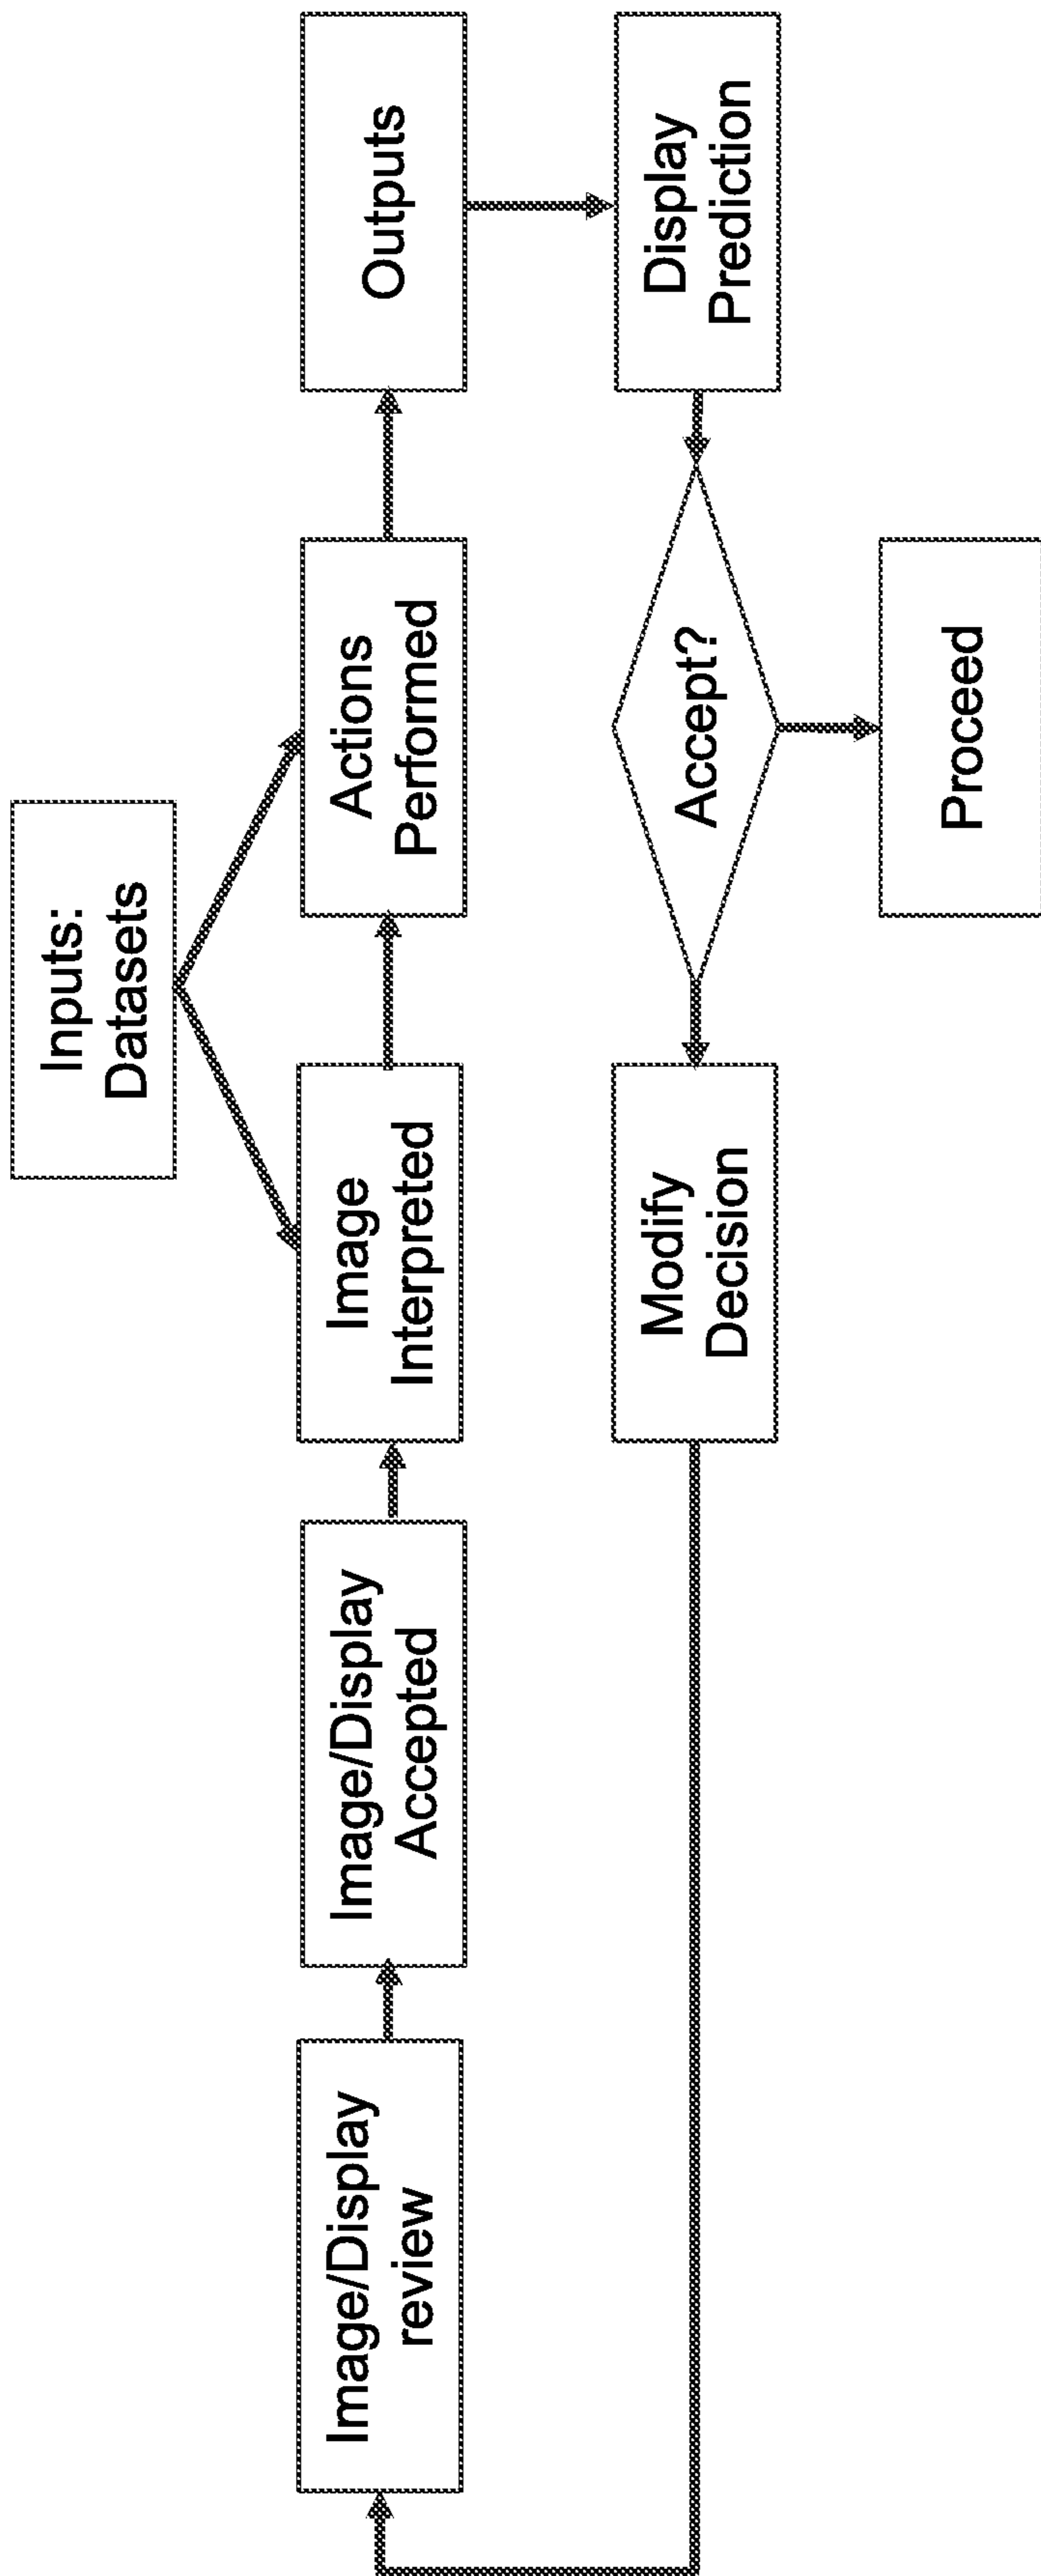 Inputs:
Datasets
Image/Display
review
Image/Display
Accepted
Image
Interpreted
Actions
Performed
Outputs
Modify
Decision
Accept?
Display
Prediction
Proceed